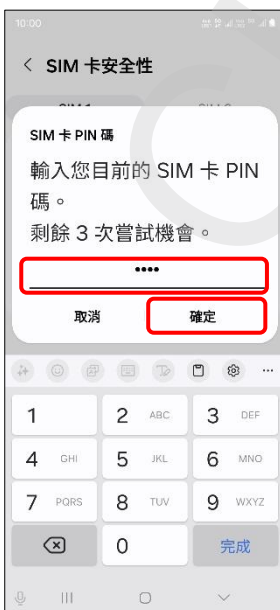 10:00
SIM 卡安全性
SIM 卡 PIN 碼
輸入您目前的 SIM 卡 PIN
碼。
剩餘 3 次嘗試機會。
••••
取消 確定
1 2 ABC 3 DEF
4 GHI 5 JKL 6 MNO
7 PQRS 8 TUV 9 WXYZ
0 完成